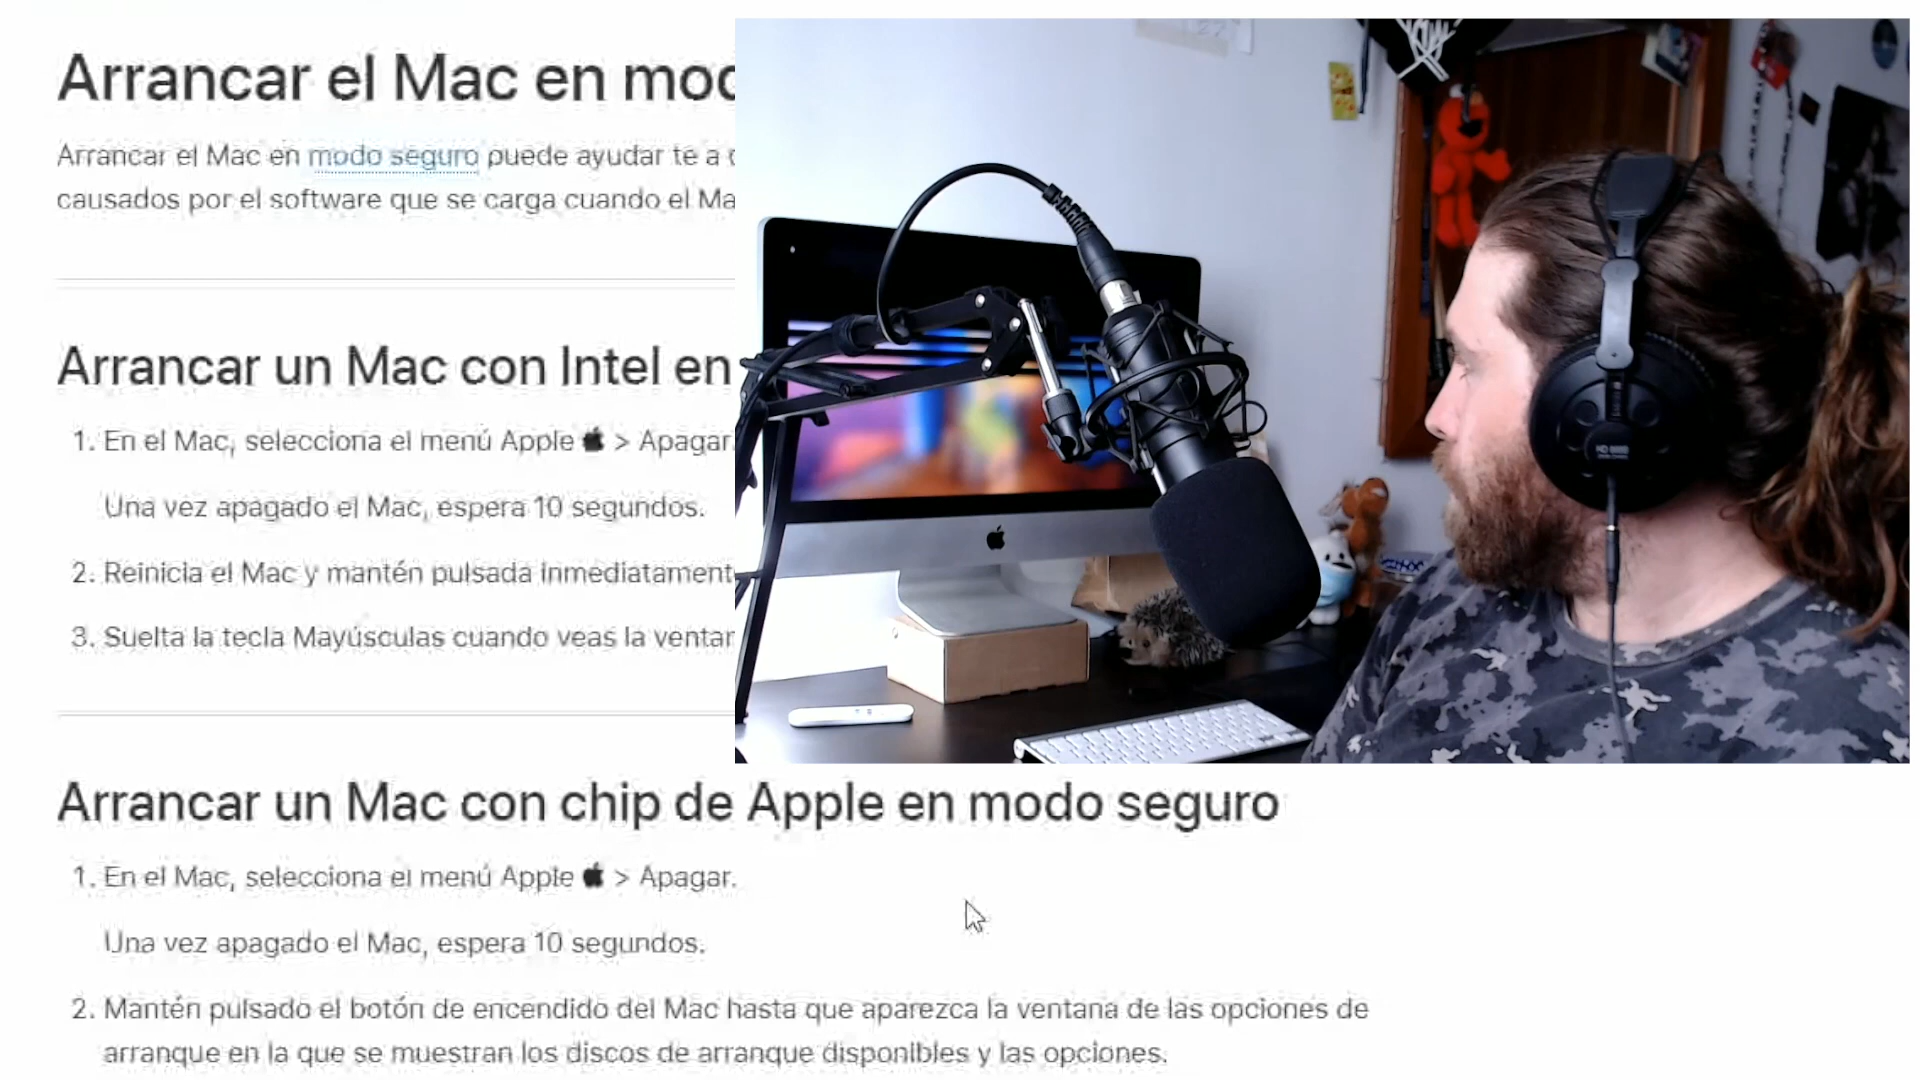 Arrancar el Mac en
Arrancar el Mac en modo seguro puede ayudar te a
causados por el software que se carga cuando el
Arrancar un Mac con Intel en
1. En el Mac, selecciona el menú Apple > Apagar.
Una vez apagado el Mac, espera 10 segundos.
2. Reinicia el Mac y mantén pulsada
3. Suelta la tecla Mayúsculas cuando veas la
Arrancar un Mac con chip de Apple en modo seguro
1. En el Mac, selecciona el menú Apple > Apagar.
Una vez apagado el Mac, espera 10 segundos.
2. Mantén pulsado el botón de encendido del Mac hasta que aparezca la ventana de las opciones de
arranque en la que se muestran los discos de arranque disponibles y las opciones.